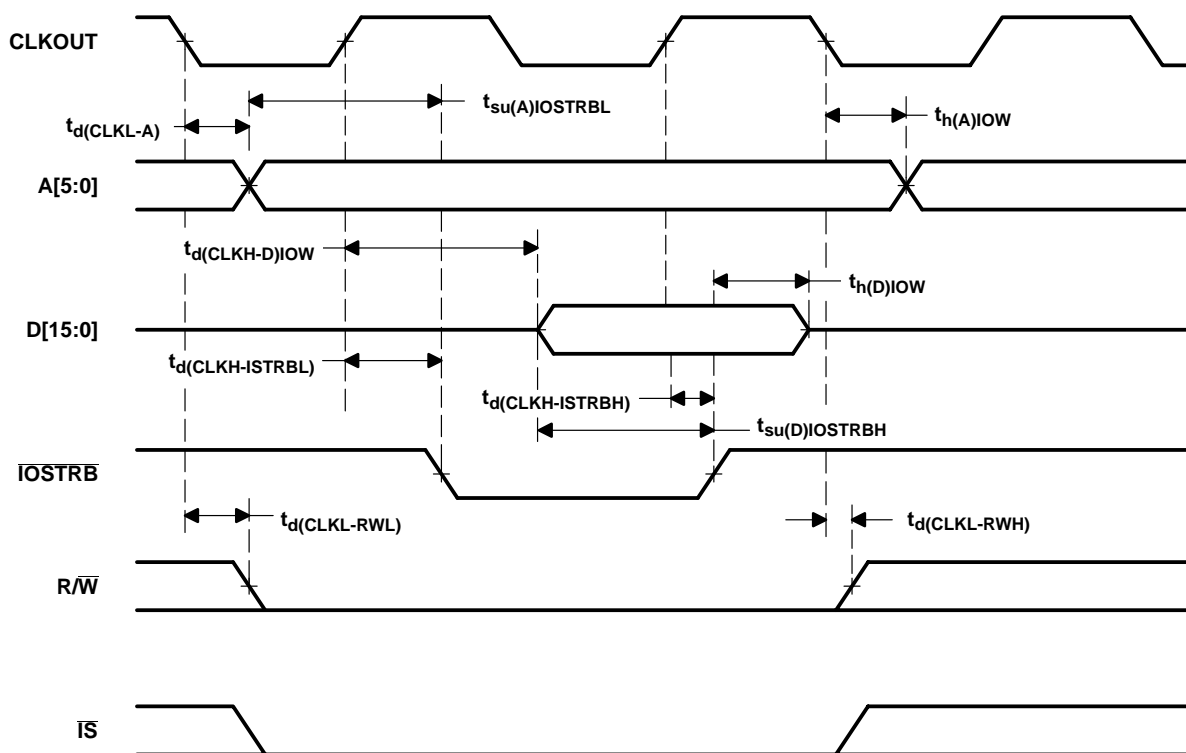 CLKOUT
tsu(A)IOSTRBL
td(CLKL-A)
th(A)IOW
A[5:0]
td(CLKH-D)IOW
th(D)IOW
D[15:0]
td(CLKH-ISTRBL)
td(CLKH-ISTRBH)
tsu(D)IOSTRBH
IOSTRB
td(CLKL-RWL)
td(CLKL-RWH)
R/W
IS